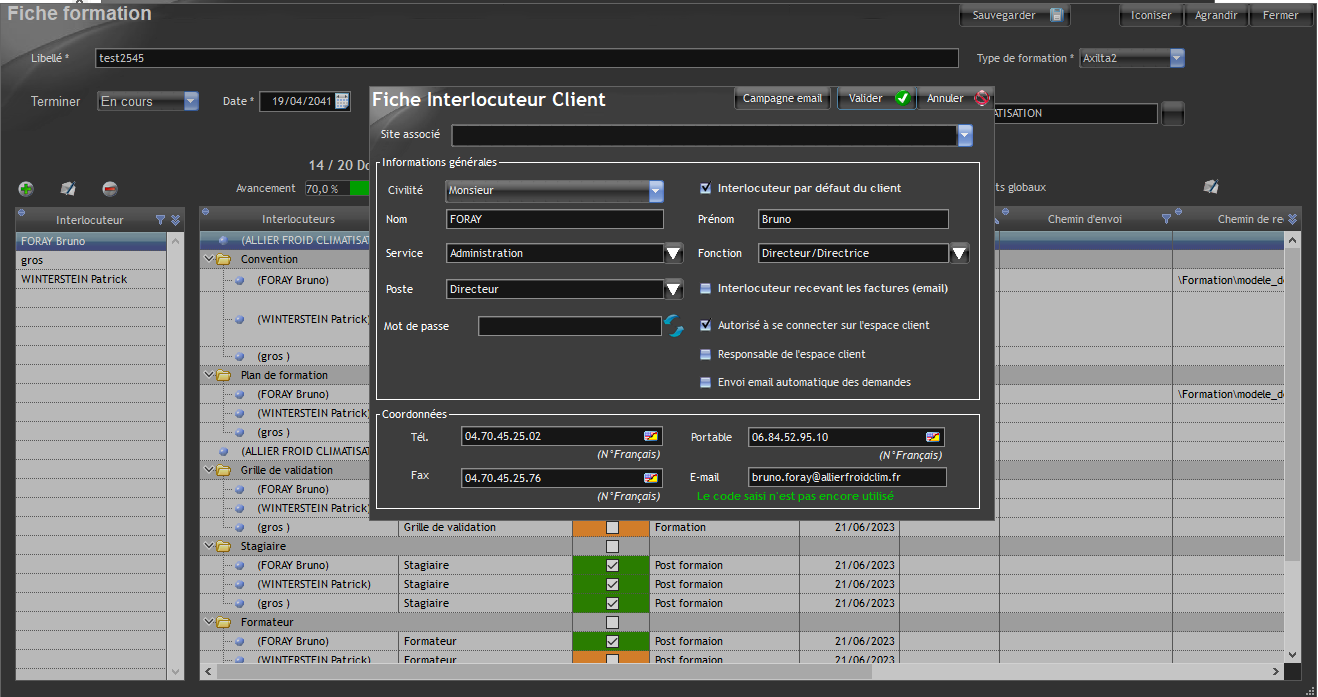 Fiche formation
Sauvegarder Iconiser Agrandir Fermer
Libellé * test2545 Type de formation * Axilta2
Terminer En cours Date * 19/04/2041
Fiche Interlocuteur Client Campagne email Valider Annuler
ATISATION
Site associé
14 / 20 Do
Informations générales
Avancement 70,0 %
Civilité Monsieur Interlocuteur par défaut du client
ts globaux
Nom FORAY Prénom Bruno
Interlocuteur Interlocuteurs Chemin d'envoi Chemin de re
FORAY Bruno (ALLIER FROID CLIMATISAT
Service Administration Fonction Directeur/Directrice
gros Convention
WINTERSTEIN Patrick (FORAY Bruno) \Formation\modele_do
Poste Directeur Interlocuteur recevant les factures (email)
(WINTERSTEIN Patrick)
Mot de passe Autorisé à se connecter sur l'espace client
(gros ) Responsable de l'espace client
Plan de formation
Envoi email automatique des demandes
(FORAY Bruno) \Formation\modele_do
(WINTERSTEIN Patrick)
Coordonnées
(gros )
Tél. 04.70.45.25.02 Portable 06.84.52.95.10
(N°Français) (N°Français)
(ALLIER FROID CLIMATISAT
Grille de validation
Fax 04.70.45.25.76 E-mail bruno.foray@allierfroidclim.fr
(FORAY Bruno)
(N°Français) Le code saisi n'est pas encore utilisé
(WINTERSTEIN Patrick)
(gros ) Grille de validation Formation 21/06/2023
Stagiaire
(FORAY Bruno) Stagiaire Post formaion 21/06/2023
(WINTERSTEIN Patrick) Stagiaire Post formaion 21/06/2023
(gros ) Stagiaire Post formaion 21/06/2023
Formateur
(FORAY Bruno) Formateur Post formaion 21/06/2023
(WINTERSTEIN Patrick) Formateur Post formaion 21/06/2023